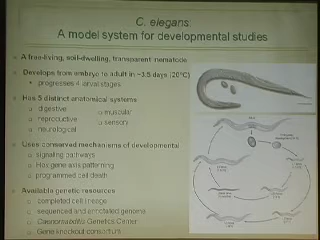 C. elegans:
A model system for developmental studies
A free-living, soil-dwelling, transparent nematode
Develops from embryo to adult in ~3.5 days (20°C)
progresses 4 larval stages
Has 5 distinct anatomical systems
digestive
muscular
reproductive
sensory
neurological
Uses conserved mechanisms of developmental
signaling pathways
Hox gene axis patterning
programmed cell death
Available genetic resources
completed cell lineage
sequenced and annotated genome
Caenorhabditis Genetics Center
Gene knockout consortium